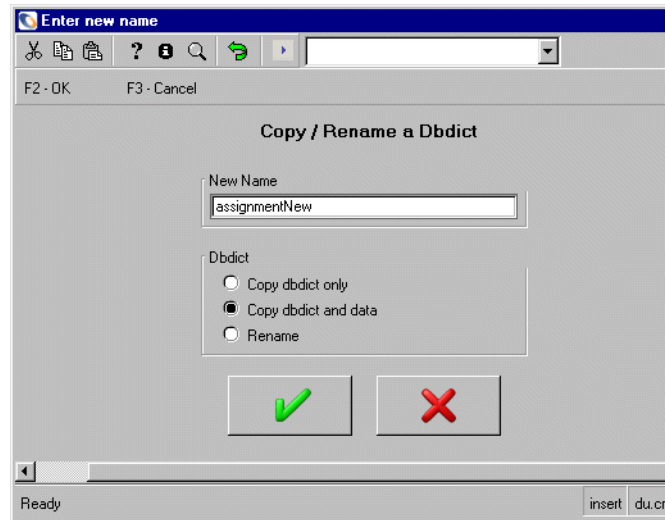 Enter new name
F2 - OK F3 - Cancel
Copy / Rename a Dbdict
New Name
assignmentNew
Dbdict
Copy dbdict only
Copy dbdict and data
Rename
Ready insert